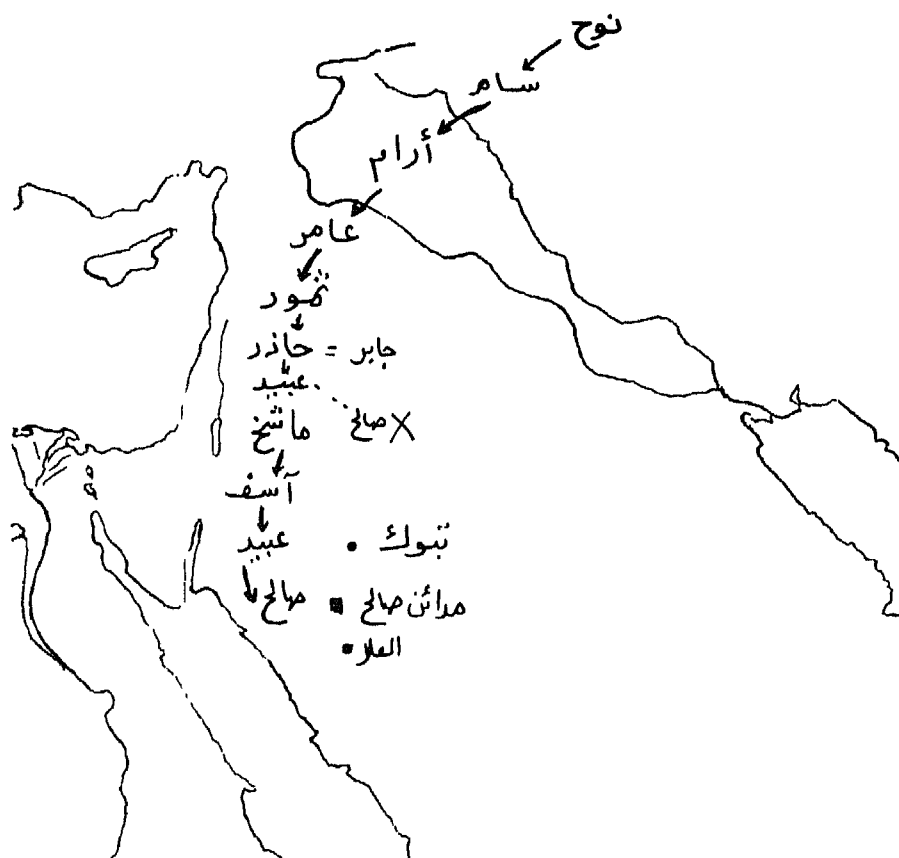 نوح
سام
أرام
عامر
ثمود
حاذر = جابر
عبيد
ماشخ صالح X
آسف
عبيد • تبوك
صالح ■ مدائن صالح
العلا •